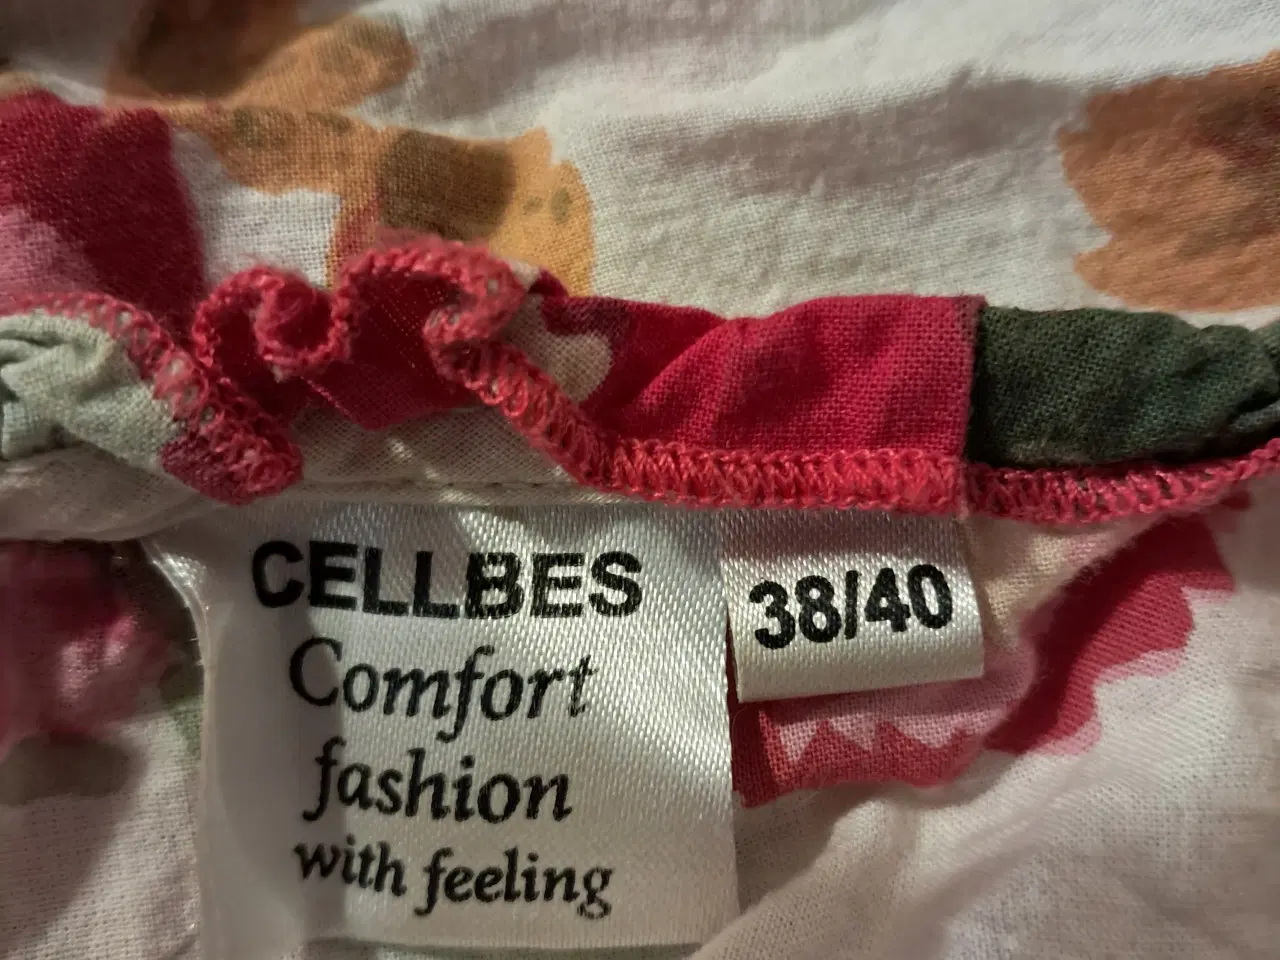 CELLBES
Comfort
fashion
with feeling
38/40